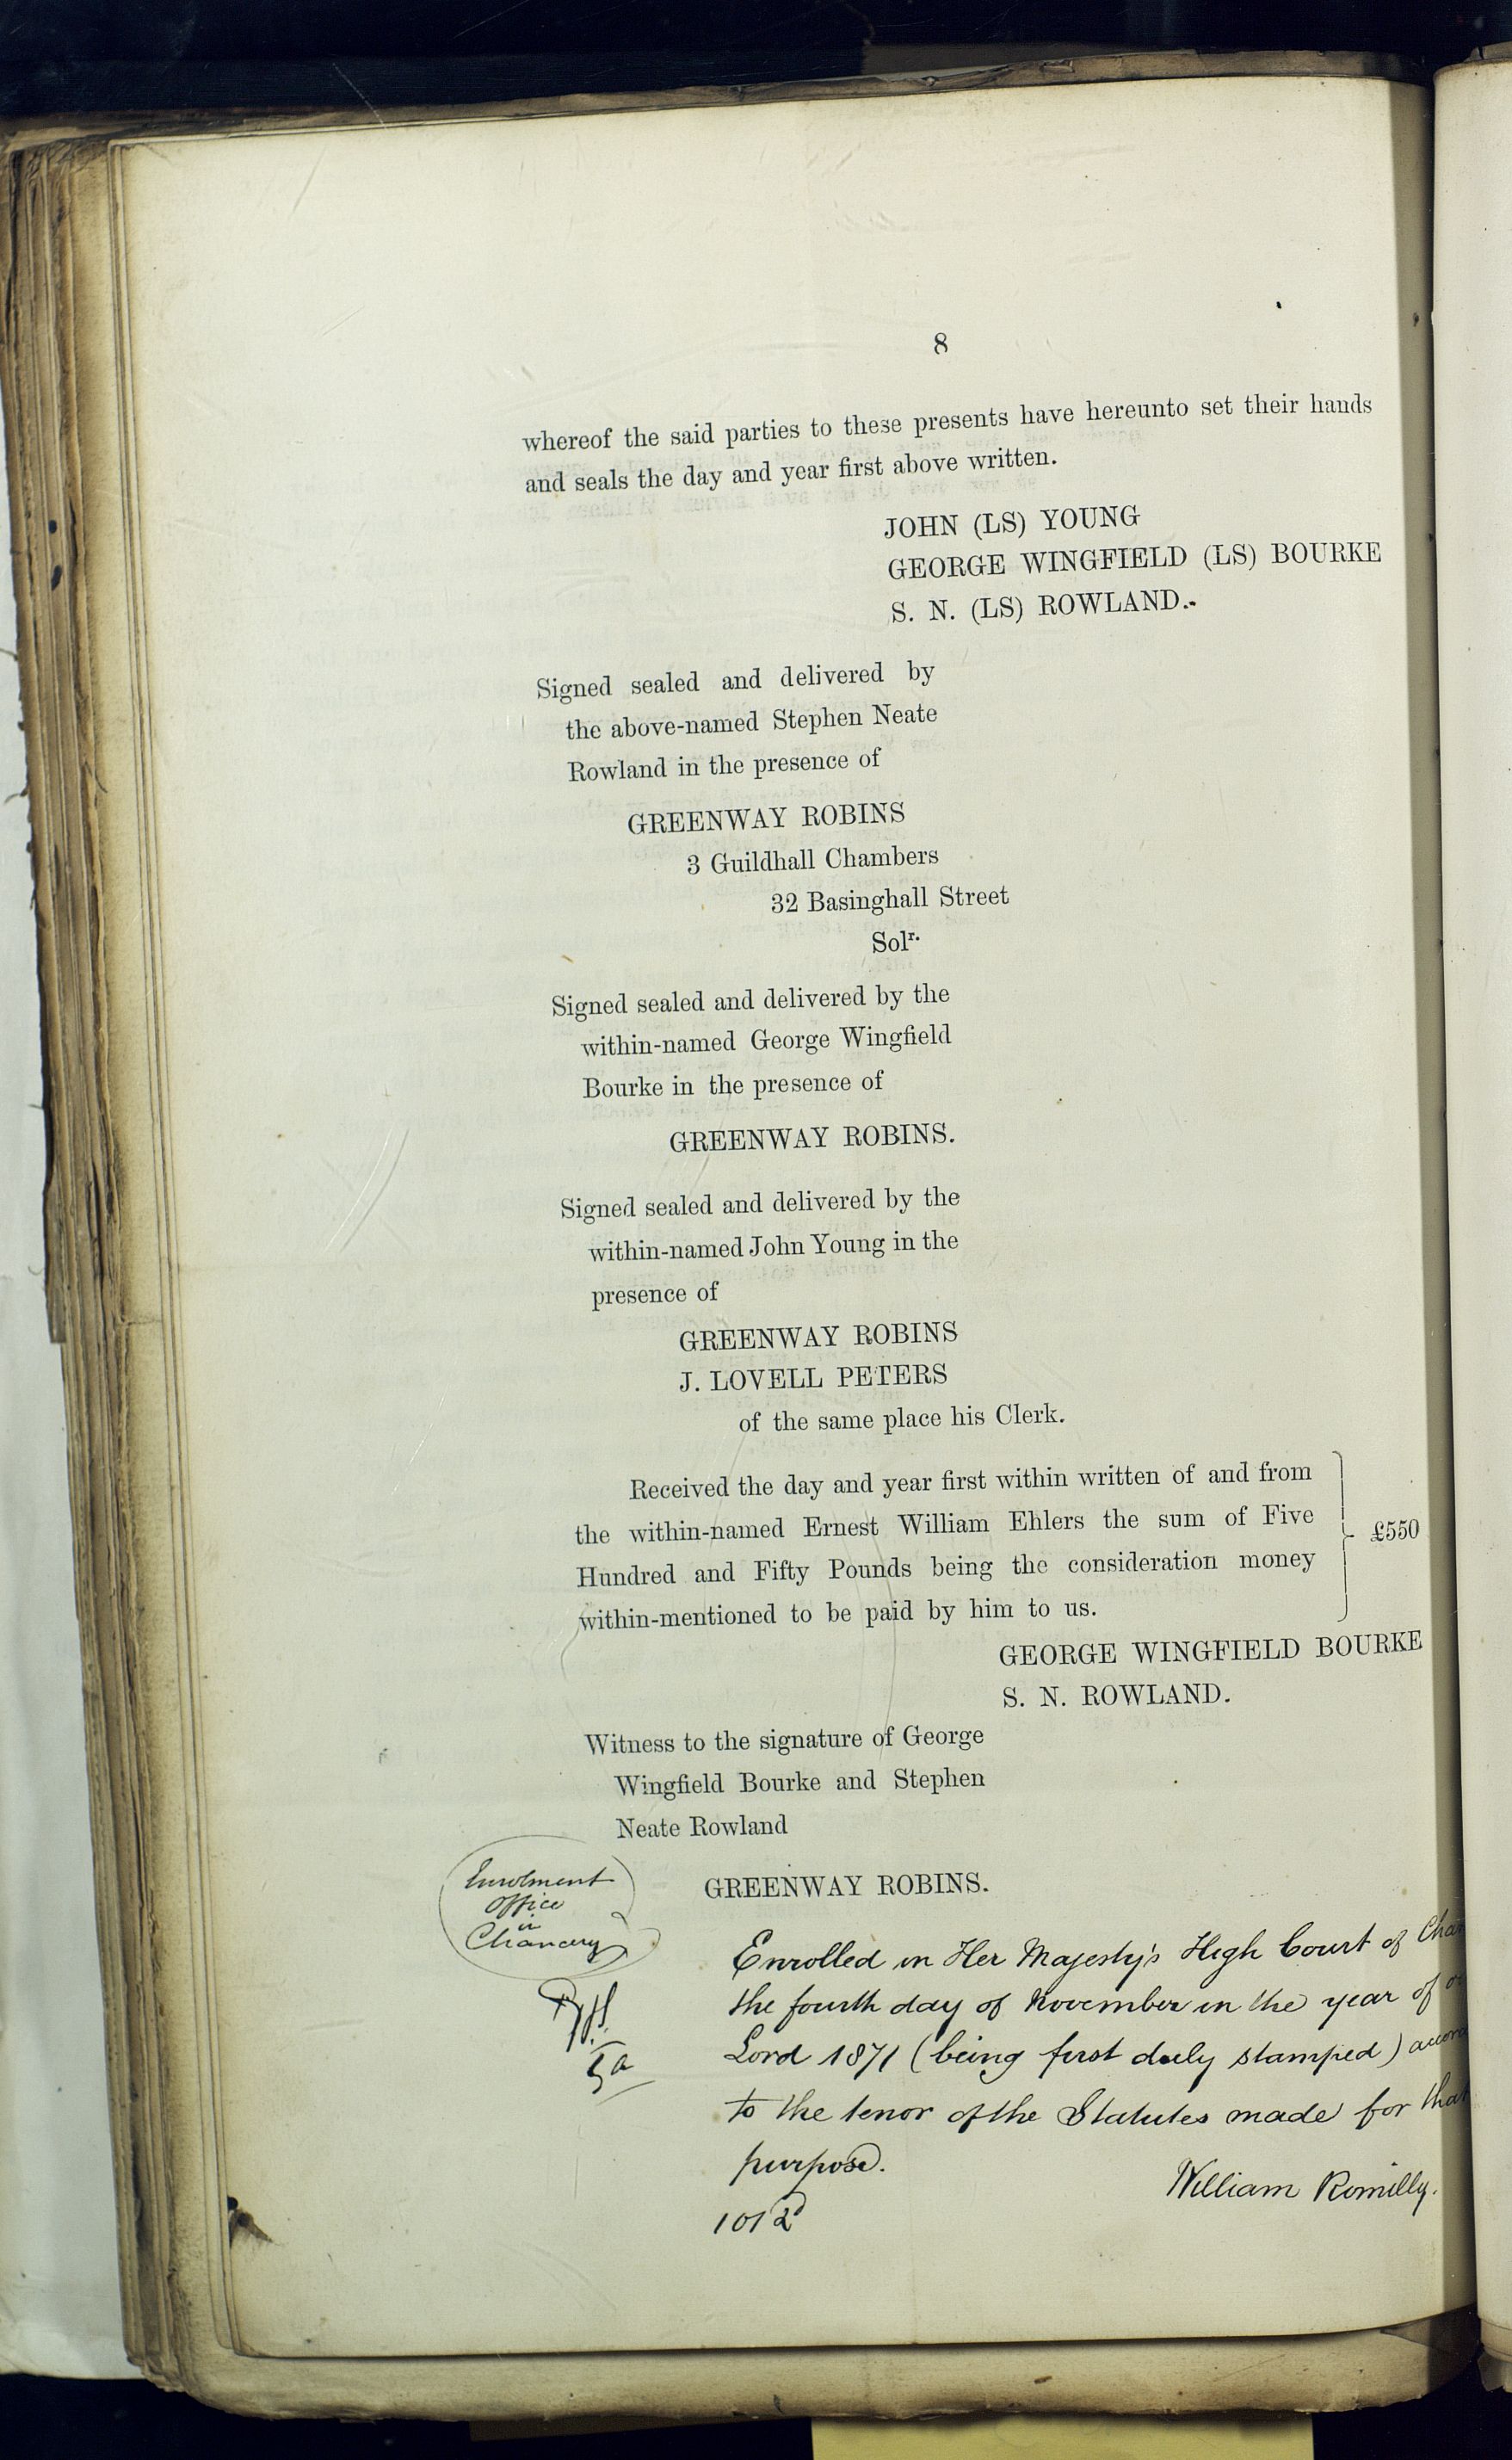 8
whereof the said parties to these presents have hereunto set their hands
and seals the day and year first above written.
JOHN (LS) YOUNG
GEORGE WINGFIELD (LS) BOURKE
S. N. (LS) ROWLAND.
Signed sealed and delivered by
the above-named Stephen Neate
Rowland in the presence of
GREENWAY ROBINS
3 Guildhall Chambers
32 Basinghall Street
Solr.
Signed sealed and delivered by the
within-named George Wingfield
Bourke in the presence of
GREENWAY ROBINS.
Signed sealed and delivered by the
within-named John Young in the
presence of
GREENWAY ROBINS
J. LOVELL PETERS
of the same place his Clerk.
Received the day and year first within written of and from
the within-named Ernest William Ehlers the sum of Five
Hundred and Fifty Pounds being the consideration money
within-mentioned to be paid by him to us.
£550
GEORGE WINGFIELD BOURKE
S. N. ROWLAND.
Witness to the signature of George
Wingfield Bourke and Stephen
Neate Rowland
GREENWAY ROBINS.
Enrolment
Office
in
Chancery
Enrolled in Her Majesty's High Court of
the fourth day of November in the year of
Lord 1871 (being first duly stamped)
to the tenor of the Statutes made for that
purpose.
William Romilly.